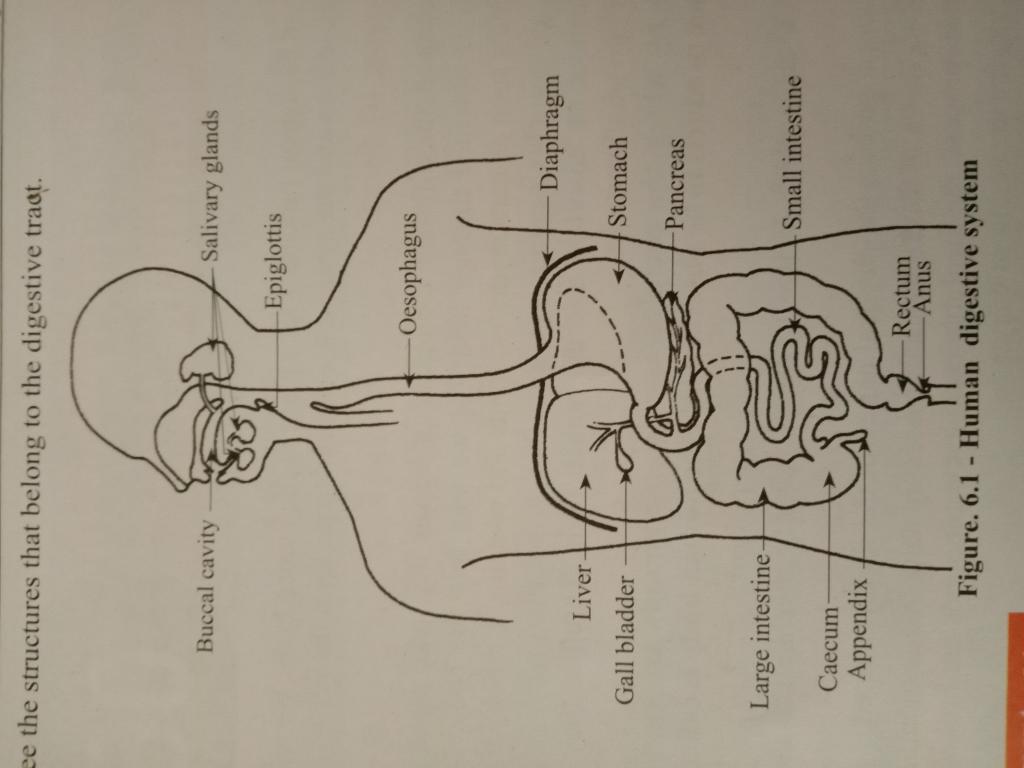 ee the structures that belong to the digestive tract.
Buccal cavity
Salivary glands
Epiglottis
Oesophagus
Diaphragm
Liver
Stomach
Gall bladder
Pancreas
Large intestine
Small intestine
Caecum
Appendix
Rectum
Anus
Figure. 6.1 - Human digestive system